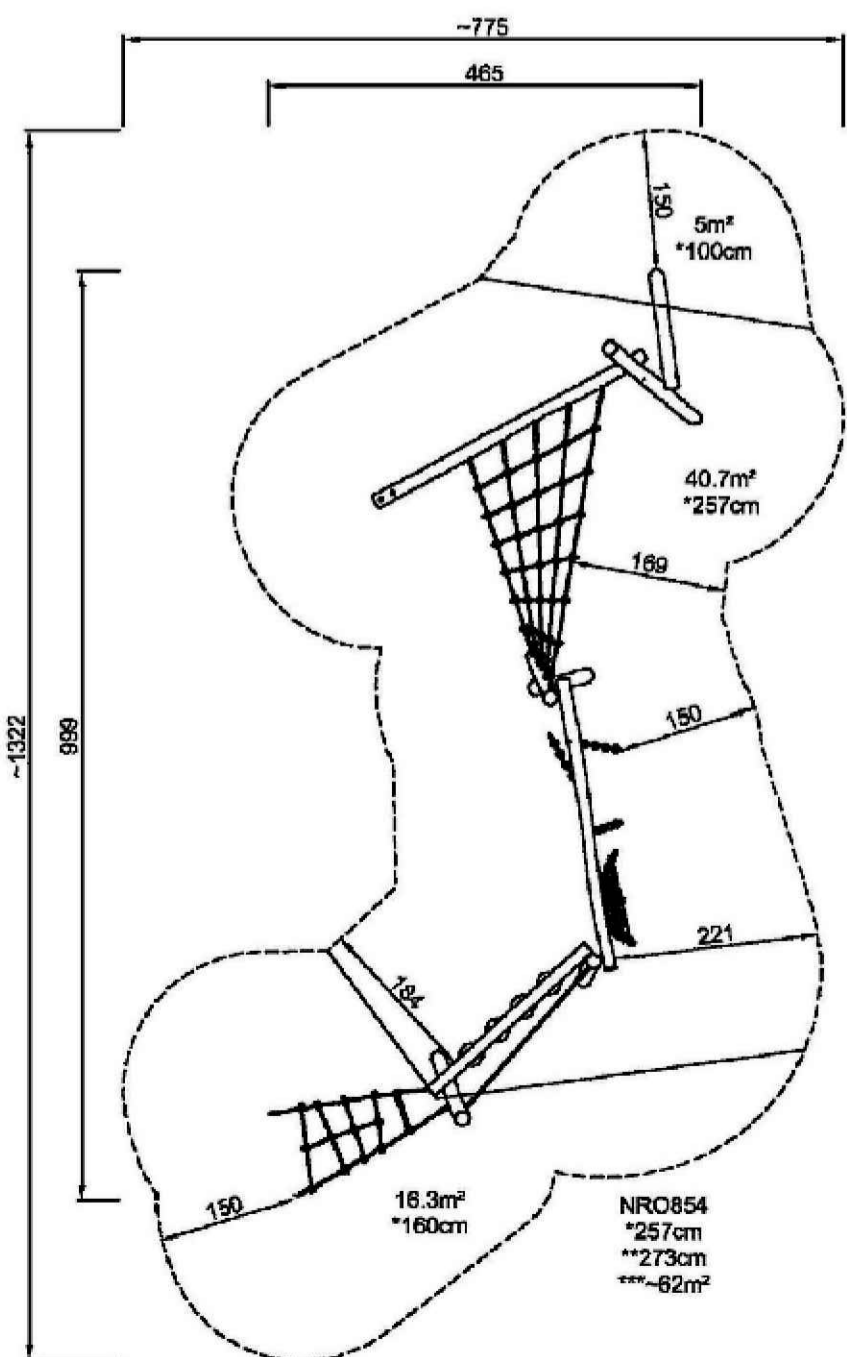 ~775
465
150
5m²
*100cm
40.7m²
*257cm
169
~1322
999
150
221
184
150
16.3m²
*160cm
NRO854
*257cm
**273cm
***~62m²